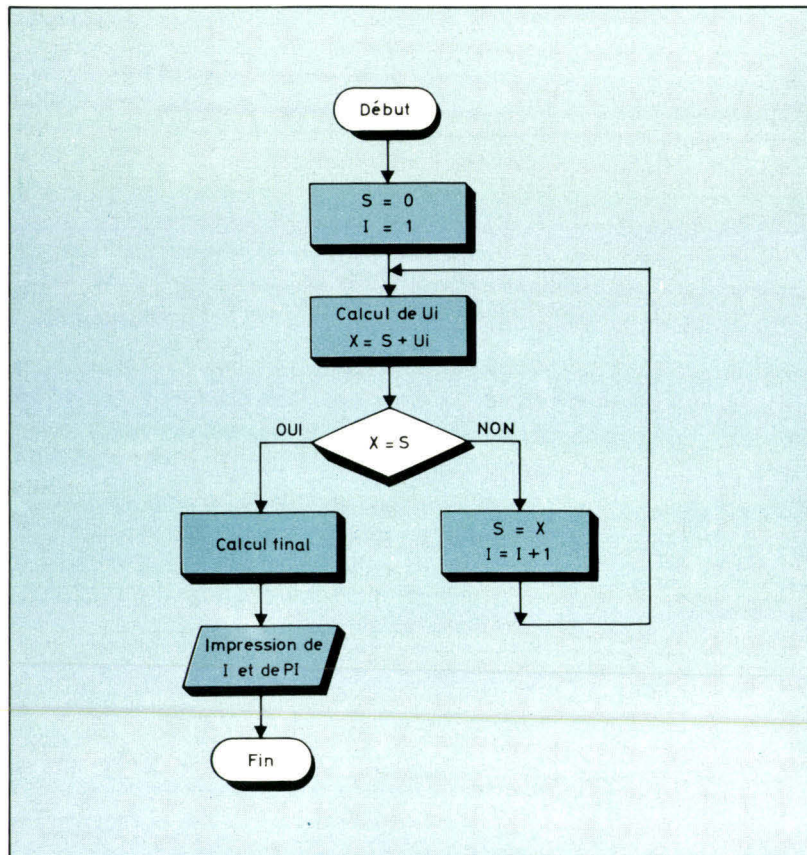 Début
S = 0
I = 1
Calcul de Ui
X = S + Ui
OUI
X = S
NON
Calcul final
S = X
I = I + 1
Impression de
I et de PI
Fin